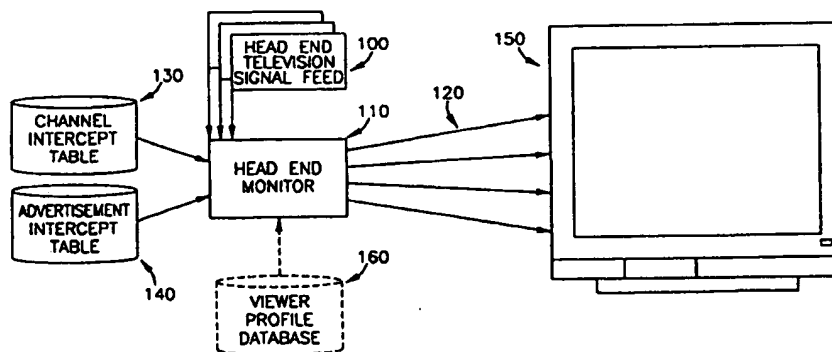 HEAD END
TELEVISION
SIGNAL FEED
100
150
130
CHANNEL
INTERCEPT
TABLE
110
120
HEAD END
MONITOR
ADVERTISEMENT
INTERCEPT
TABLE
140
160
VIEWER
PROFILE
DATABASE